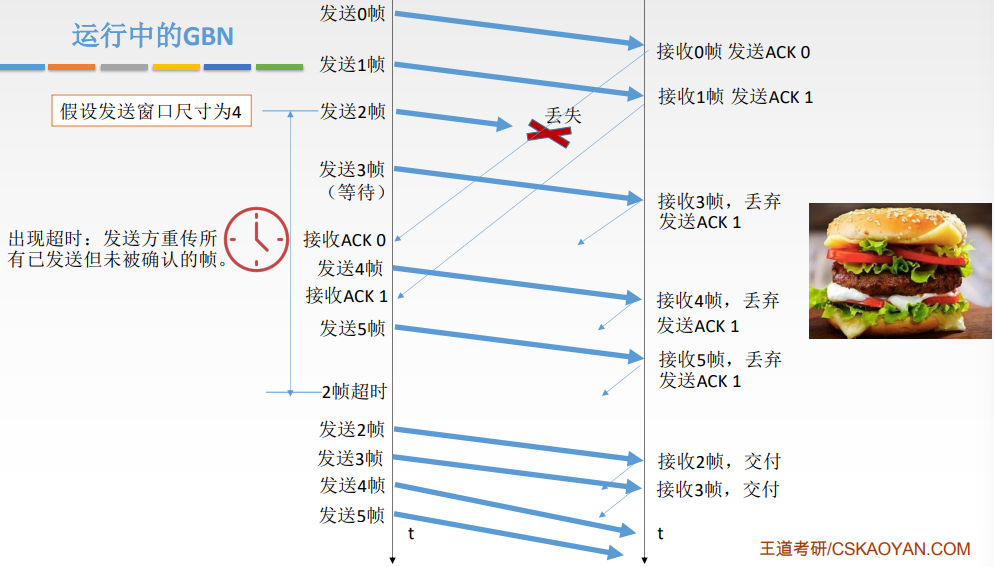 运行中的GBN
假设发送窗口尺寸为4
出现超时：发送方重传所
有已发送但未被确认的帧。
发送0帧
发送1帧
发送2帧
发送3帧
（等待）
接收ACK 0
发送4帧
接收ACK 1
发送5帧
2帧超时
发送2帧
发送3帧
发送4帧
发送5帧
t
丢失
接收0帧 发送ACK 0
接收1帧 发送ACK 1
接收3帧，丢弃
发送ACK 1
接收4帧，丢弃
发送ACK 1
接收5帧，丢弃
发送ACK 1
接收2帧，交付
接收3帧，交付
t
王道考研/CSKAOYAN.COM